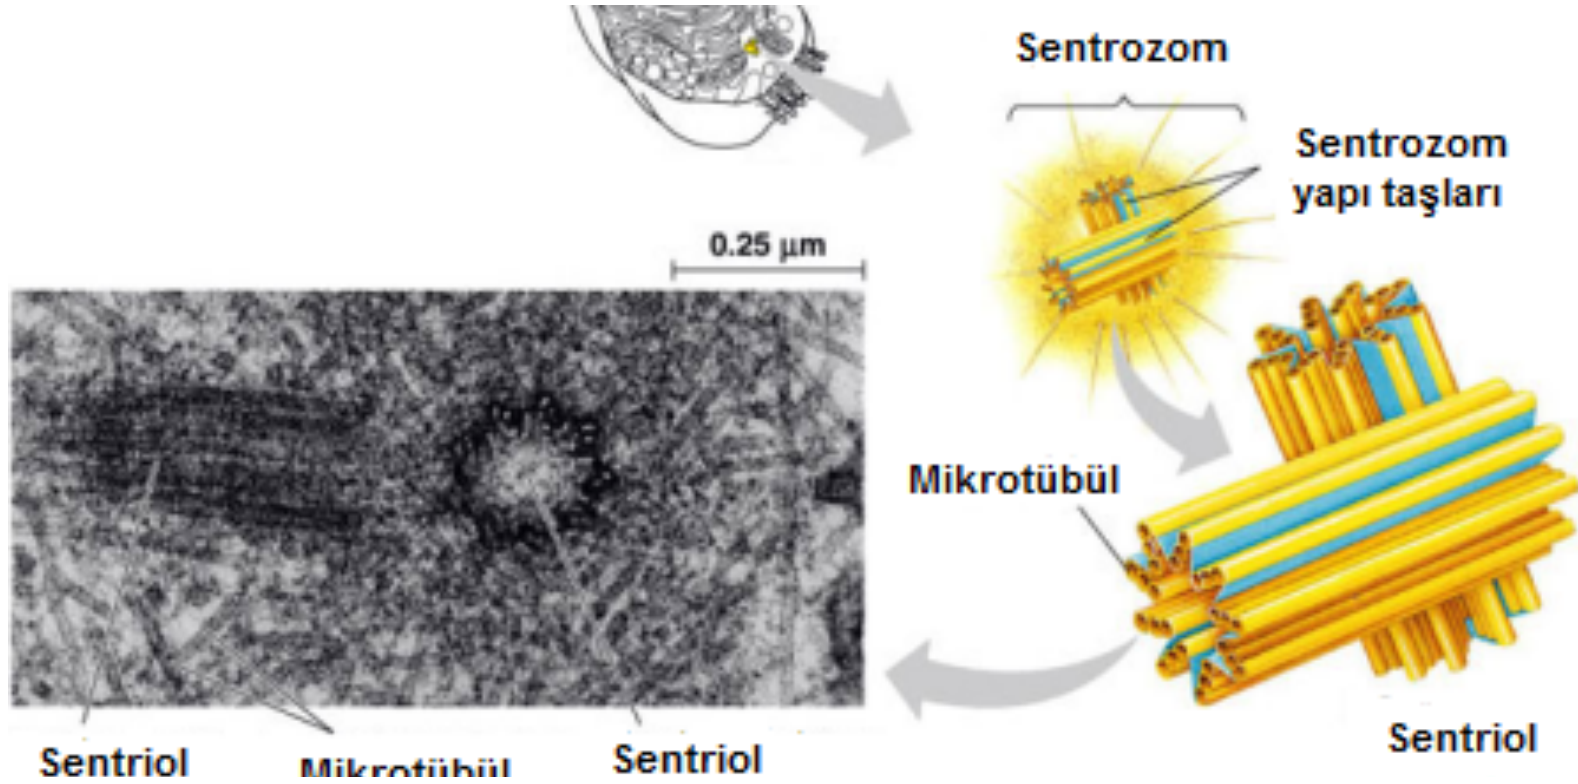 Sentrozom
Sentrozom
yapı taşları
0.25 μm
Mikrotübül
Sentriol
Sentriol
Mikrotübül
Sentriol